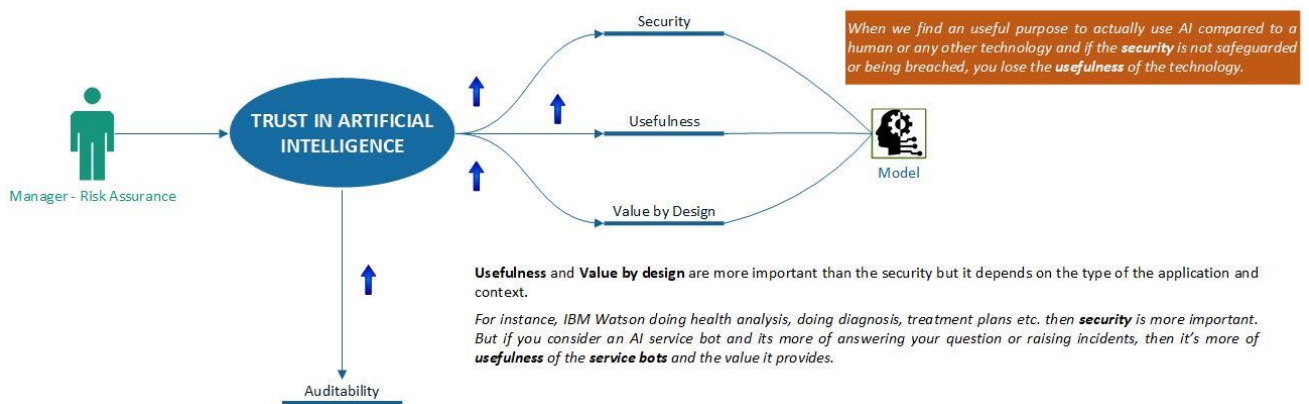 Security
When we find an useful purpose to actually use AI compared to a
human or any other technology and if the security is not safeguarded
or being breached, you lose the usefulness of the technology.
TRUST IN ARTIFICIAL
INTELLIGENCE
Usefulness
Model
Manager - Risk Assurance
Value by Design
Usefulness and Value by design are more important than the security but it depends on the type of the application and
context.
For instance, IBM Watson doing health analysis, doing diagnosis, treatment plans etc. then security is more important.
But if you consider an AI service bot and its more of answering your question or raising incidents, then it's more of
usefulness of the service bots and the value it provides.
Auditability